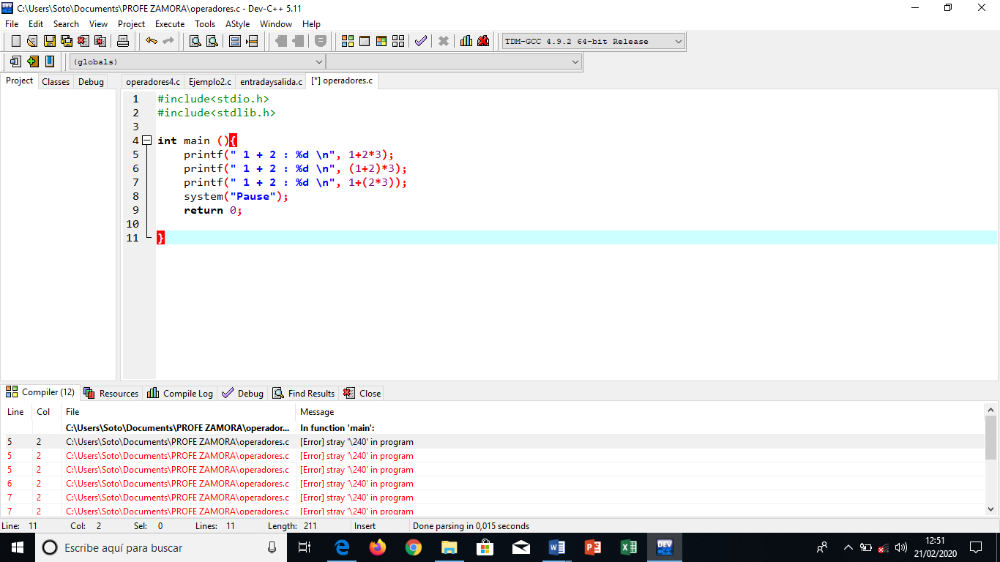 C:\Users\Soto\Documents\PROFE ZAMORA\operadores.c - Dev-C++ 5.11
File Edit Search View Project Execute Tools AStyle Window Help
TDM-GCC 4.9.2 64-bit Release
(globals)
Project Classes Debug operadores4.c Ejemplo2.c entradaysalida.c [*] operadores.c
1 #include<stdio.h>
2 #include<stdlib.h>
3
4 int main (){
5 printf(" 1 + 2 : %d \n", 1+2*3);
6 printf(" 1 + 2 : %d \n", (1+2)*3);
7 printf(" 1 + 2 : %d \n", 1+(2*3));
8 system("Pause");
9 return 0;
10
11 }
Compiler (12) Resources Compile Log Debug Find Results Close
Line Col File Message
C:\Users\Soto\Documents\PROFE ZAMORA\operador... In function 'main':
5 2 C:\Users\Soto\Documents\PROFE ZAMORA\operadores.c [Error] stray '\240' in program
5 2 C:\Users\Soto\Documents\PROFE ZAMORA\operadores.c [Error] stray '\240' in program
5 2 C:\Users\Soto\Documents\PROFE ZAMORA\operadores.c [Error] stray '\240' in program
6 2 C:\Users\Soto\Documents\PROFE ZAMORA\operadores.c [Error] stray '\240' in program
7 2 C:\Users\Soto\Documents\PROFE ZAMORA\operadores.c [Error] stray '\240' in program
7 2 C:\Users\Soto\Documents\PROFE ZAMORA\operadores.c [Error] stray '\240' in program
Line: 11 Col: 2 Sel: 0 Lines: 11 Length: 211 Insert Done parsing in 0,015 seconds
Escribe aquí para buscar
DEV
12:51
21/02/2020